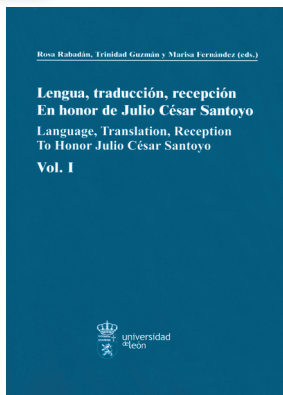 Rosa Rabadán, Trinidad Guzmán y Marisa Fernández (eds.)
Lengua, traducción, recepción
En honor de Julio César Santoyo
Language, Translation, Reception
To Honor Julio César Santoyo
Vol. I
universidad
de león